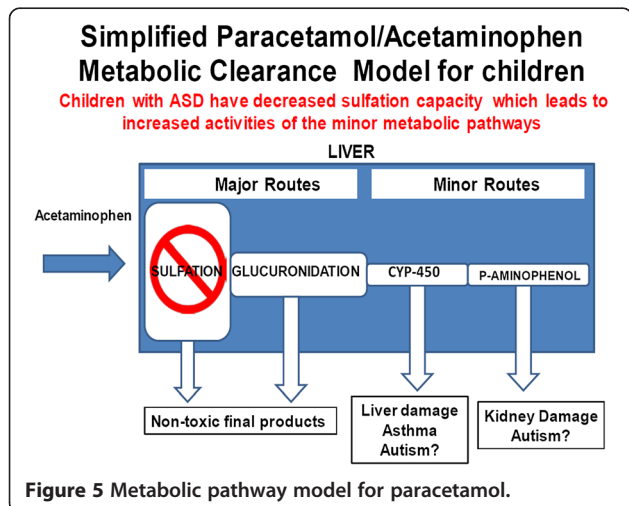 Simplified Paracetamol/Acetaminophen
Metabolic Clearance Model for children
Children with ASD have decreased sulfation capacity which leads to
increased activities of the minor metabolic pathways
LIVER
Major Routes
Minor Routes
Acetaminophen
SULFATION
GLUCURONIDATION
CYP-450
P-AMINOPHENOL
Non-toxic final products
Liver damage
Asthma
Autism?
Kidney Damage
Autism?
Figure 5 Metabolic pathway model for paracetamol.